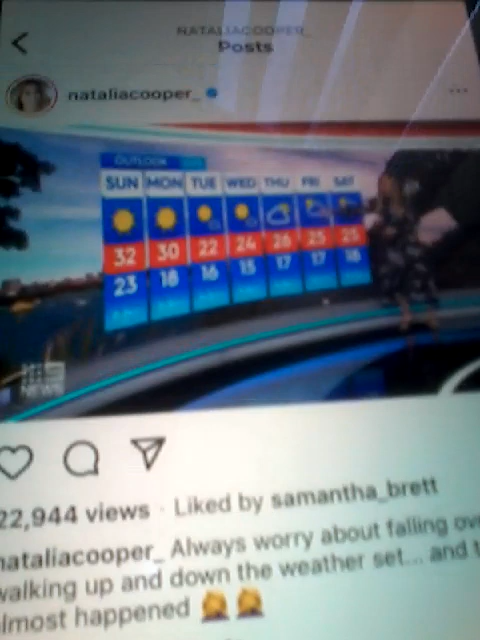 NATALIACOOPER_
Posts
nataliacooper_
OUTLOOK
SUN MON TUE WED THU FRI SAT
32 30 22 24 26 25 25
23 18 16 15 17 17 18
NEWS
22,944 views · Liked by samantha_brett
nataliacooper_ Always worry about falling
walking up and down the weather set... and
almost happened 🤦🤦